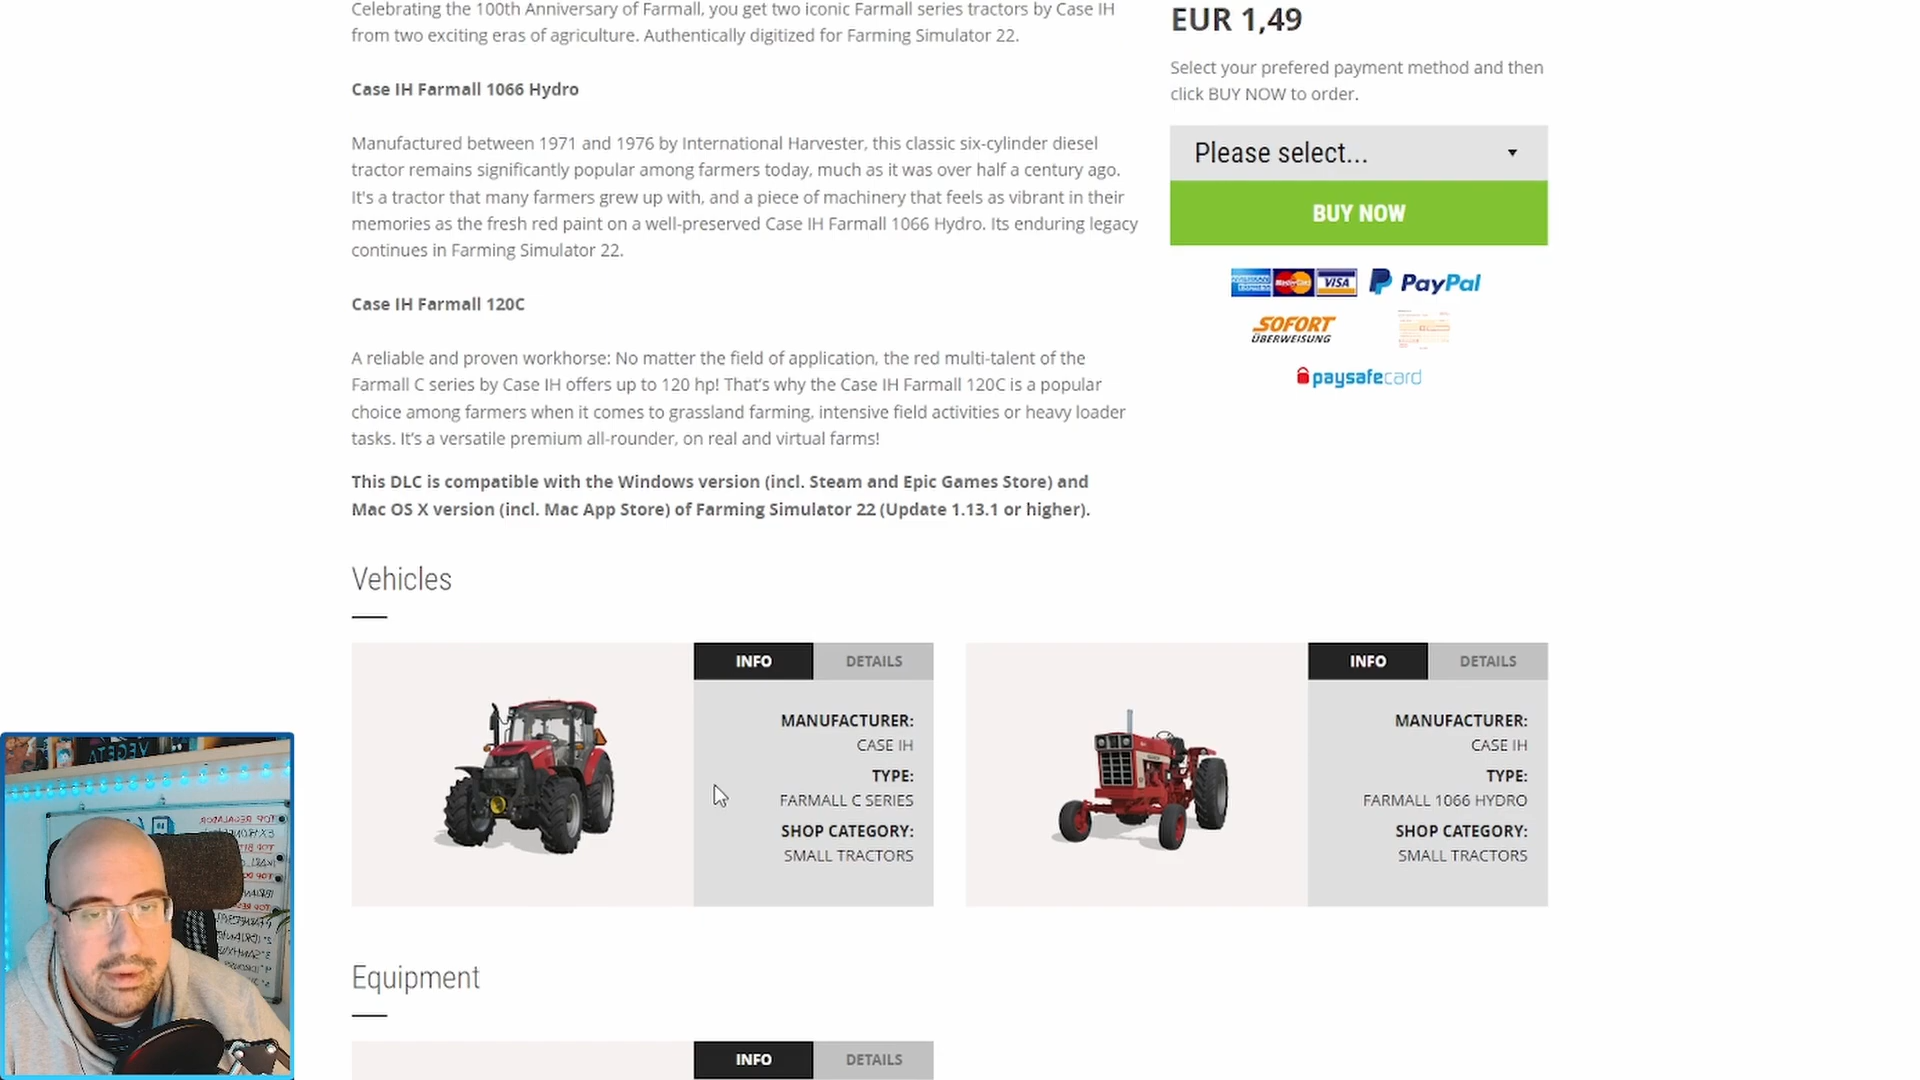 Celebrating the 100th Anniversary of Farmall, you get two iconic Farmall series tractors by Case IH
from two exciting eras of agriculture. Authentically digitized for Farming Simulator 22.
Case IH Farmall 1066 Hydro
Manufactured between 1971 and 1976 by International Harvester, this classic six-cylinder diesel
tractor remains significantly popular among farmers today, much as it was over half a century ago.
It's a tractor that many farmers grew up with, and a piece of machinery that feels as vibrant in their
memories as the fresh red paint on a well-preserved Case IH Farmall 1066 Hydro. Its enduring legacy
continues in Farming Simulator 22.
Case IH Farmall 120C
A reliable and proven workhorse: No matter the field of application, the red multi-talent of the
Farmall C series by Case IH offers up to 120 hp! That's why the Case IH Farmall 120C is a popular
choice among farmers when it comes to grassland farming, intensive field activities or heavy loader
tasks. It's a versatile premium all-rounder, on real and virtual farms!
This DLC is compatible with the Windows version (incl. Steam and Epic Games Store) and
Mac OS X version (incl. Mac App Store) of Farming Simulator 22 (Update 1.13.1 or higher).
EUR 1,49
Select your prefered payment method and then
click BUY NOW to order.
Please select...
BUY NOW
AMERICAN EXPRESS MasterCard VISA PayPal
SOFORT
ÜBERWEISUNG
paysafecard
Vehicles
INFO DETAILS
MANUFACTURER:
CASE IH
TYPE:
FARMALL C SERIES
SHOP CATEGORY:
SMALL TRACTORS
INFO DETAILS
MANUFACTURER:
CASE IH
TYPE:
FARMALL 1066 HYDRO
SHOP CATEGORY:
SMALL TRACTORS
Equipment
INFO DETAILS
VEGETA